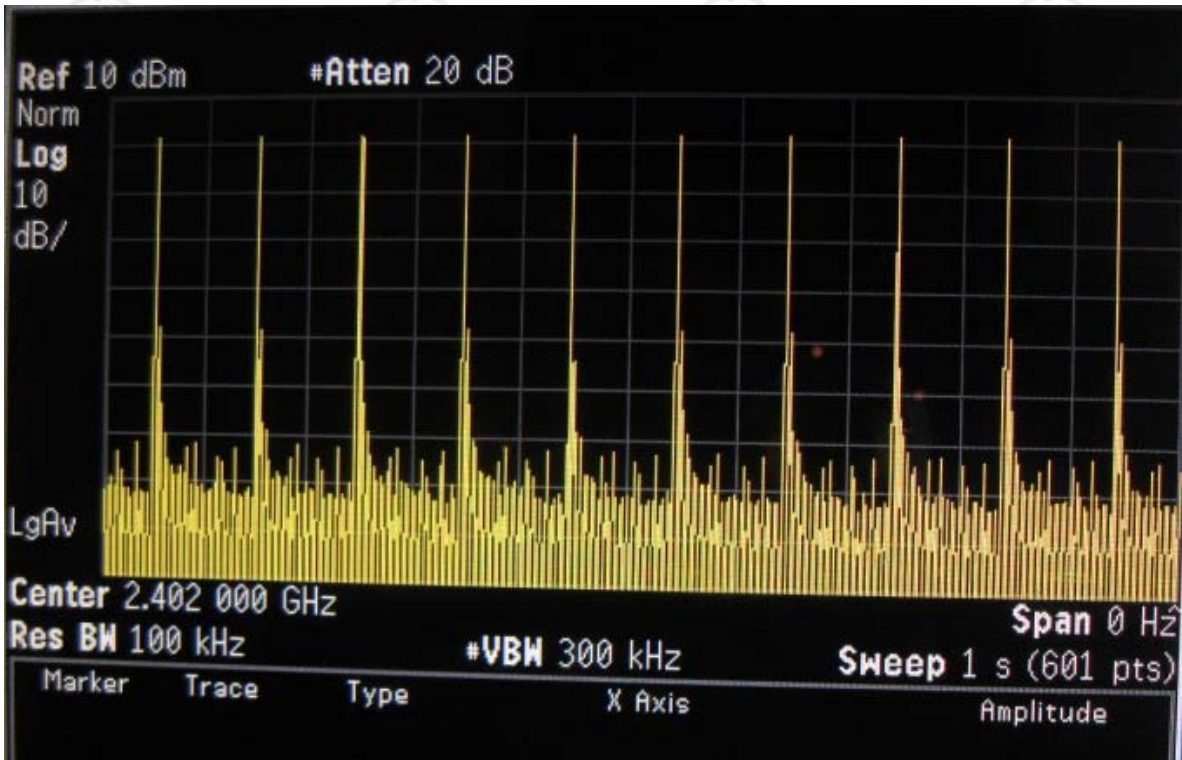 Ref 10 dBm #Atten 20 dB
Norm
Log
10
dB/
LgAv
Center 2.402 000 GHz Span 0 Hz
Res BW 100 kHz #VBW 300 kHz Sweep 1 s (601 pts)
Marker Trace Type X Axis Amplitude